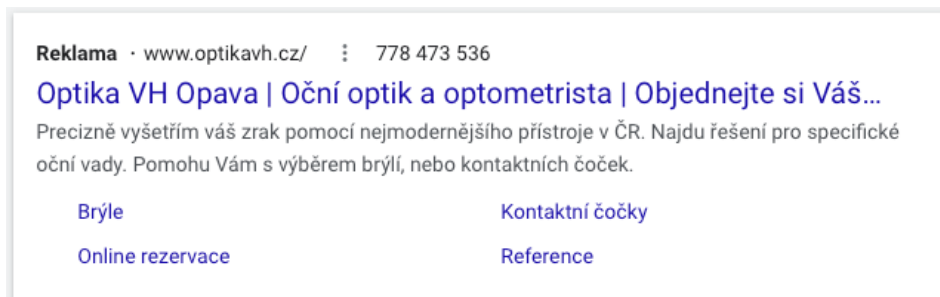 Reklama · www.optikavh.cz/ ⋮ 778 473 536
Optika VH Opava | Oční optik a optometrista | Objednejte si Váš...
Precizně vyšetřím váš zrak pomocí nejmodernějšího přístroje v ČR. Najdu řešení pro specifické
oční vady. Pomohu Vám s výběrem brýlí, nebo kontaktních čoček.
Brýle
Kontaktní čočky
Online rezervace
Reference